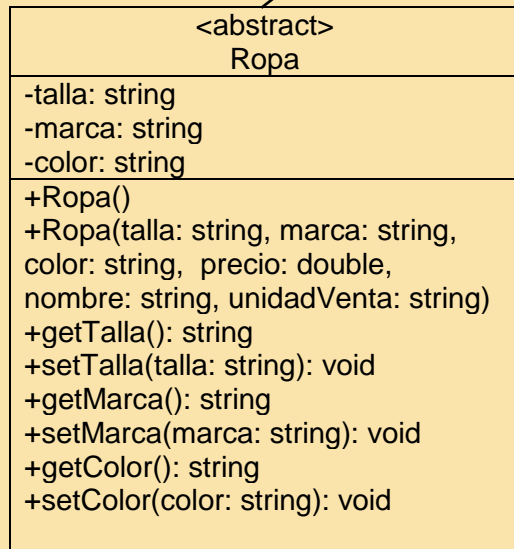 <abstract>
Ropa
-talla: string
-marca: string
-color: string
+Ropa()
+Ropa(talla: string, marca: string,
color: string, precio: double,
nombre: string, unidadVenta: string)
+getTalla(): string
+setTalla(talla: string): void
+getMarca(): string
+setMarca(marca: string): void
+getColor(): string
+setColor(color: string): void